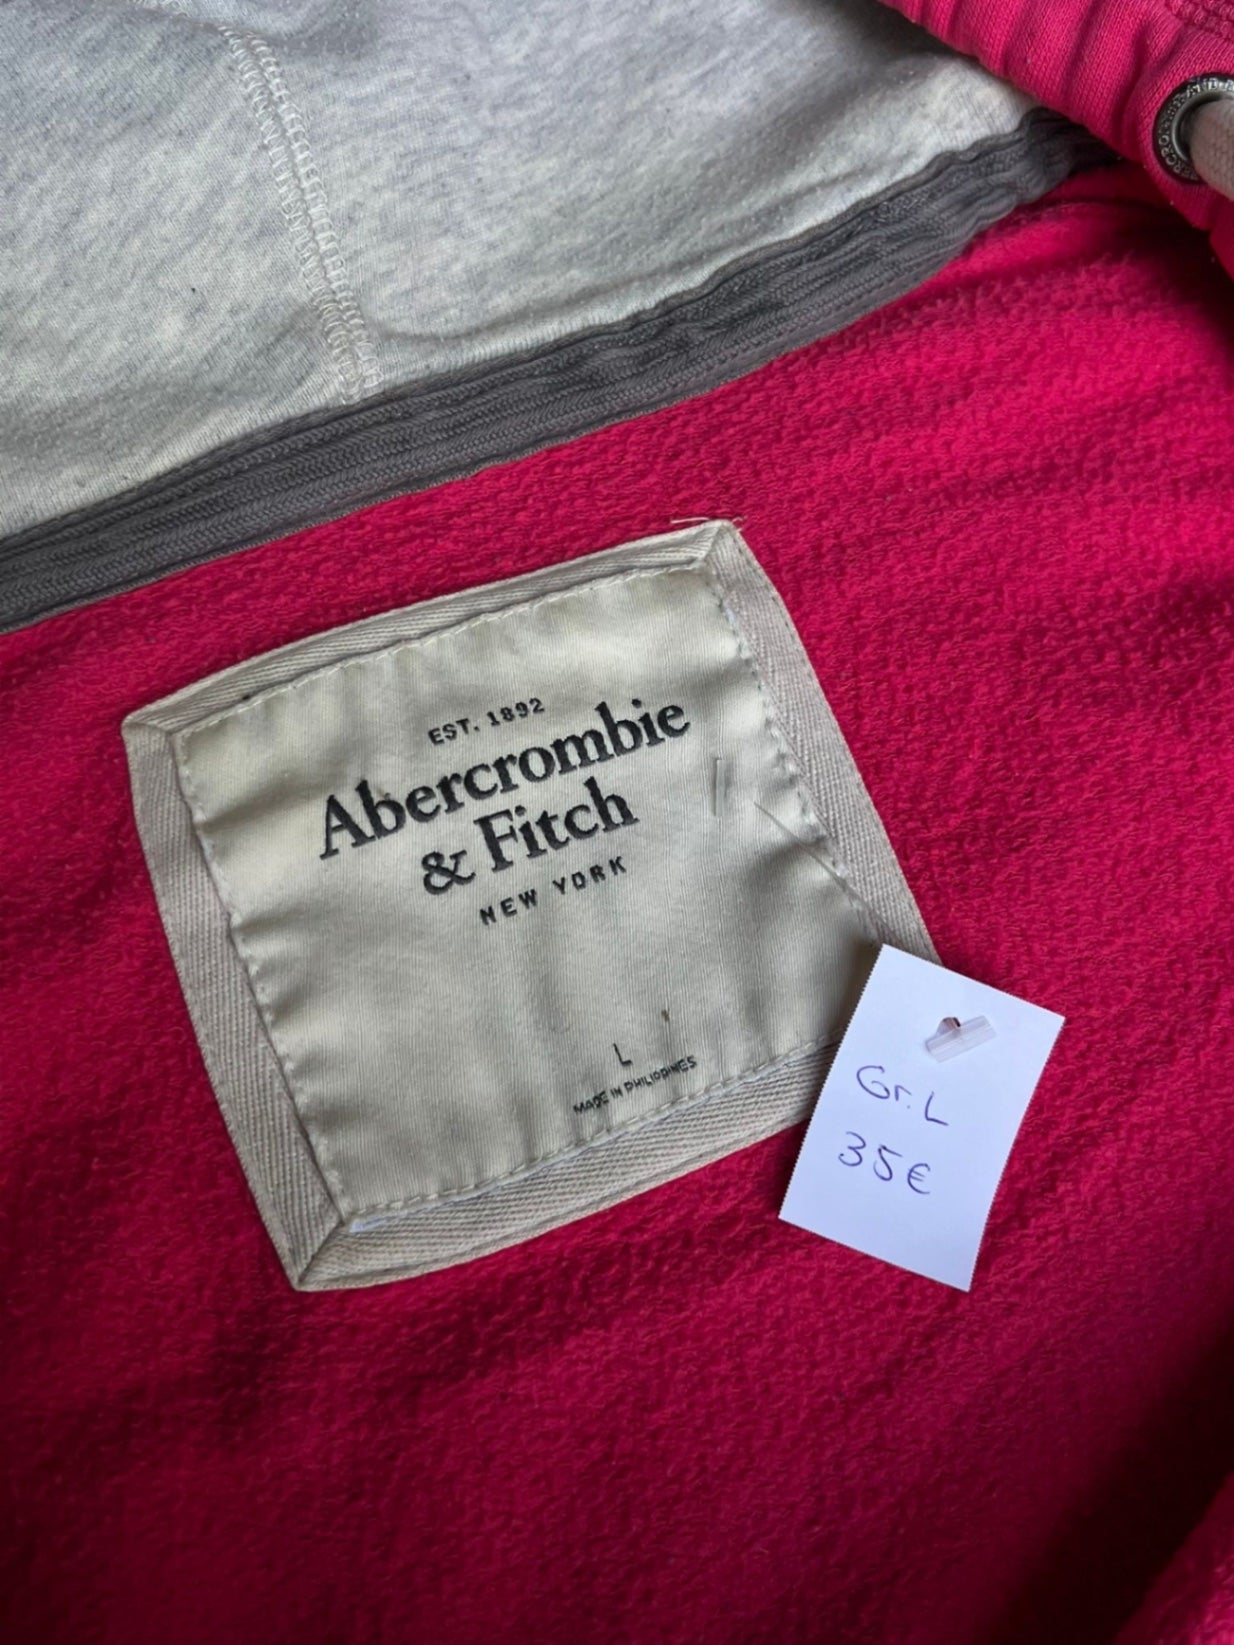 EST. 1892
Abercrombie
& Fitch
NEW YORK
L
MADE IN PHILIPPINES
Gr. L
35€